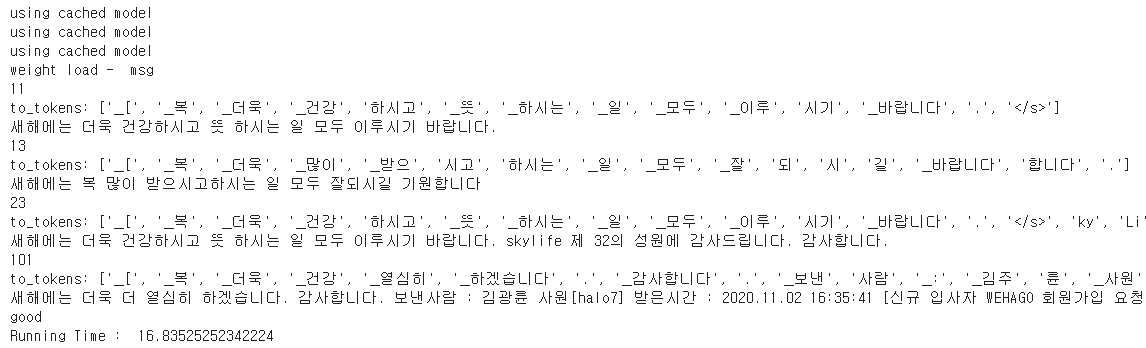 using cached model
using cached model
using cached model
weight load -  msg
11
to_tokens: ['_[', '_복', '_더욱', '_건강', '하시고', '_뜻', '_하시는', '_일', '_모두', '_이루', '시기', '_바랍니다', '.', '</s>']
새해에는 더욱 건강하시고 뜻 하시는 일 모두 이루시기 바랍니다.
13
to_tokens: ['_[', '_복', '_더욱', '_많이', '_받으', '시고', '하시는', '_일', '_모두', '_잘', '되', '시', '길', '_바랍니다', '합니다', '.']
새해에는 복 많이 받으시고하시는 일 모두 잘되시길 기원합니다
23
to_tokens: ['_[', '_복', '_더욱', '_건강', '하시고', '_뜻', '_하시는', '_일', '_모두', '_이루', '시기', '_바랍니다', '.', '</s>', 'ky', 'Li'
새해에는 더욱 건강하시고 뜻 하시는 일 모두 이루시기 바랍니다. skylife 제 32의 성원에 감사드립니다. 감사합니다.
101
to_tokens: ['_[', '_복', '_더욱', '_건강', '_열심히', '_하겠습니다', '.', '_감사합니다', '.', '_보낸', '사람', '_:', '_김주', '륜', '_사원'
새해에는 더욱 더 열심히 하겠습니다. 감사합니다. 보낸사람 : 김광륜 사원[halo7] 받은시간 : 2020.11.02 16:35:41 [신규 입사자 WEHAGO 회원가입 요청
good
Running Time :  16.83525252342224